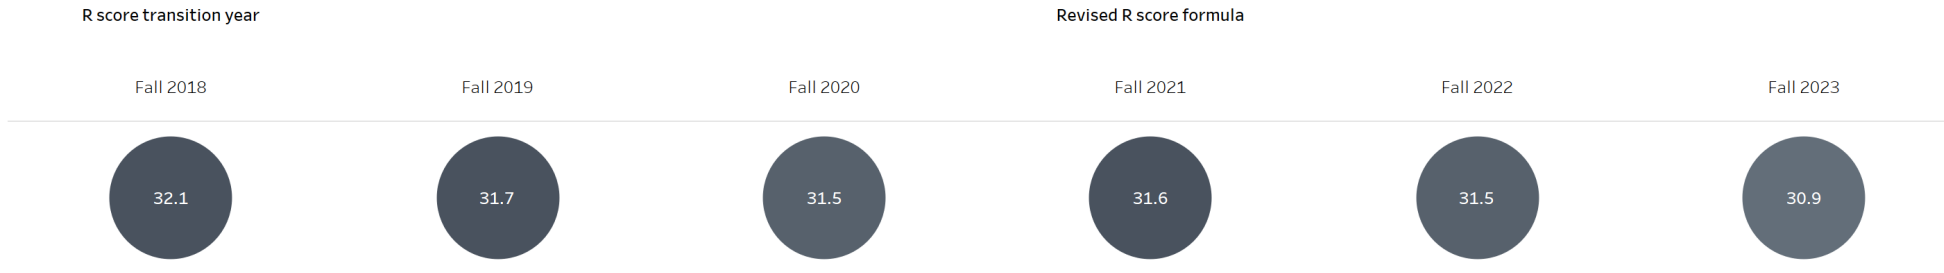 R score transition year Revised R score formula
Fall 2018 Fall 2019 Fall 2020 Fall 2021 Fall 2022 Fall 2023
32.1 31.7 31.5 31.6 31.5 30.9